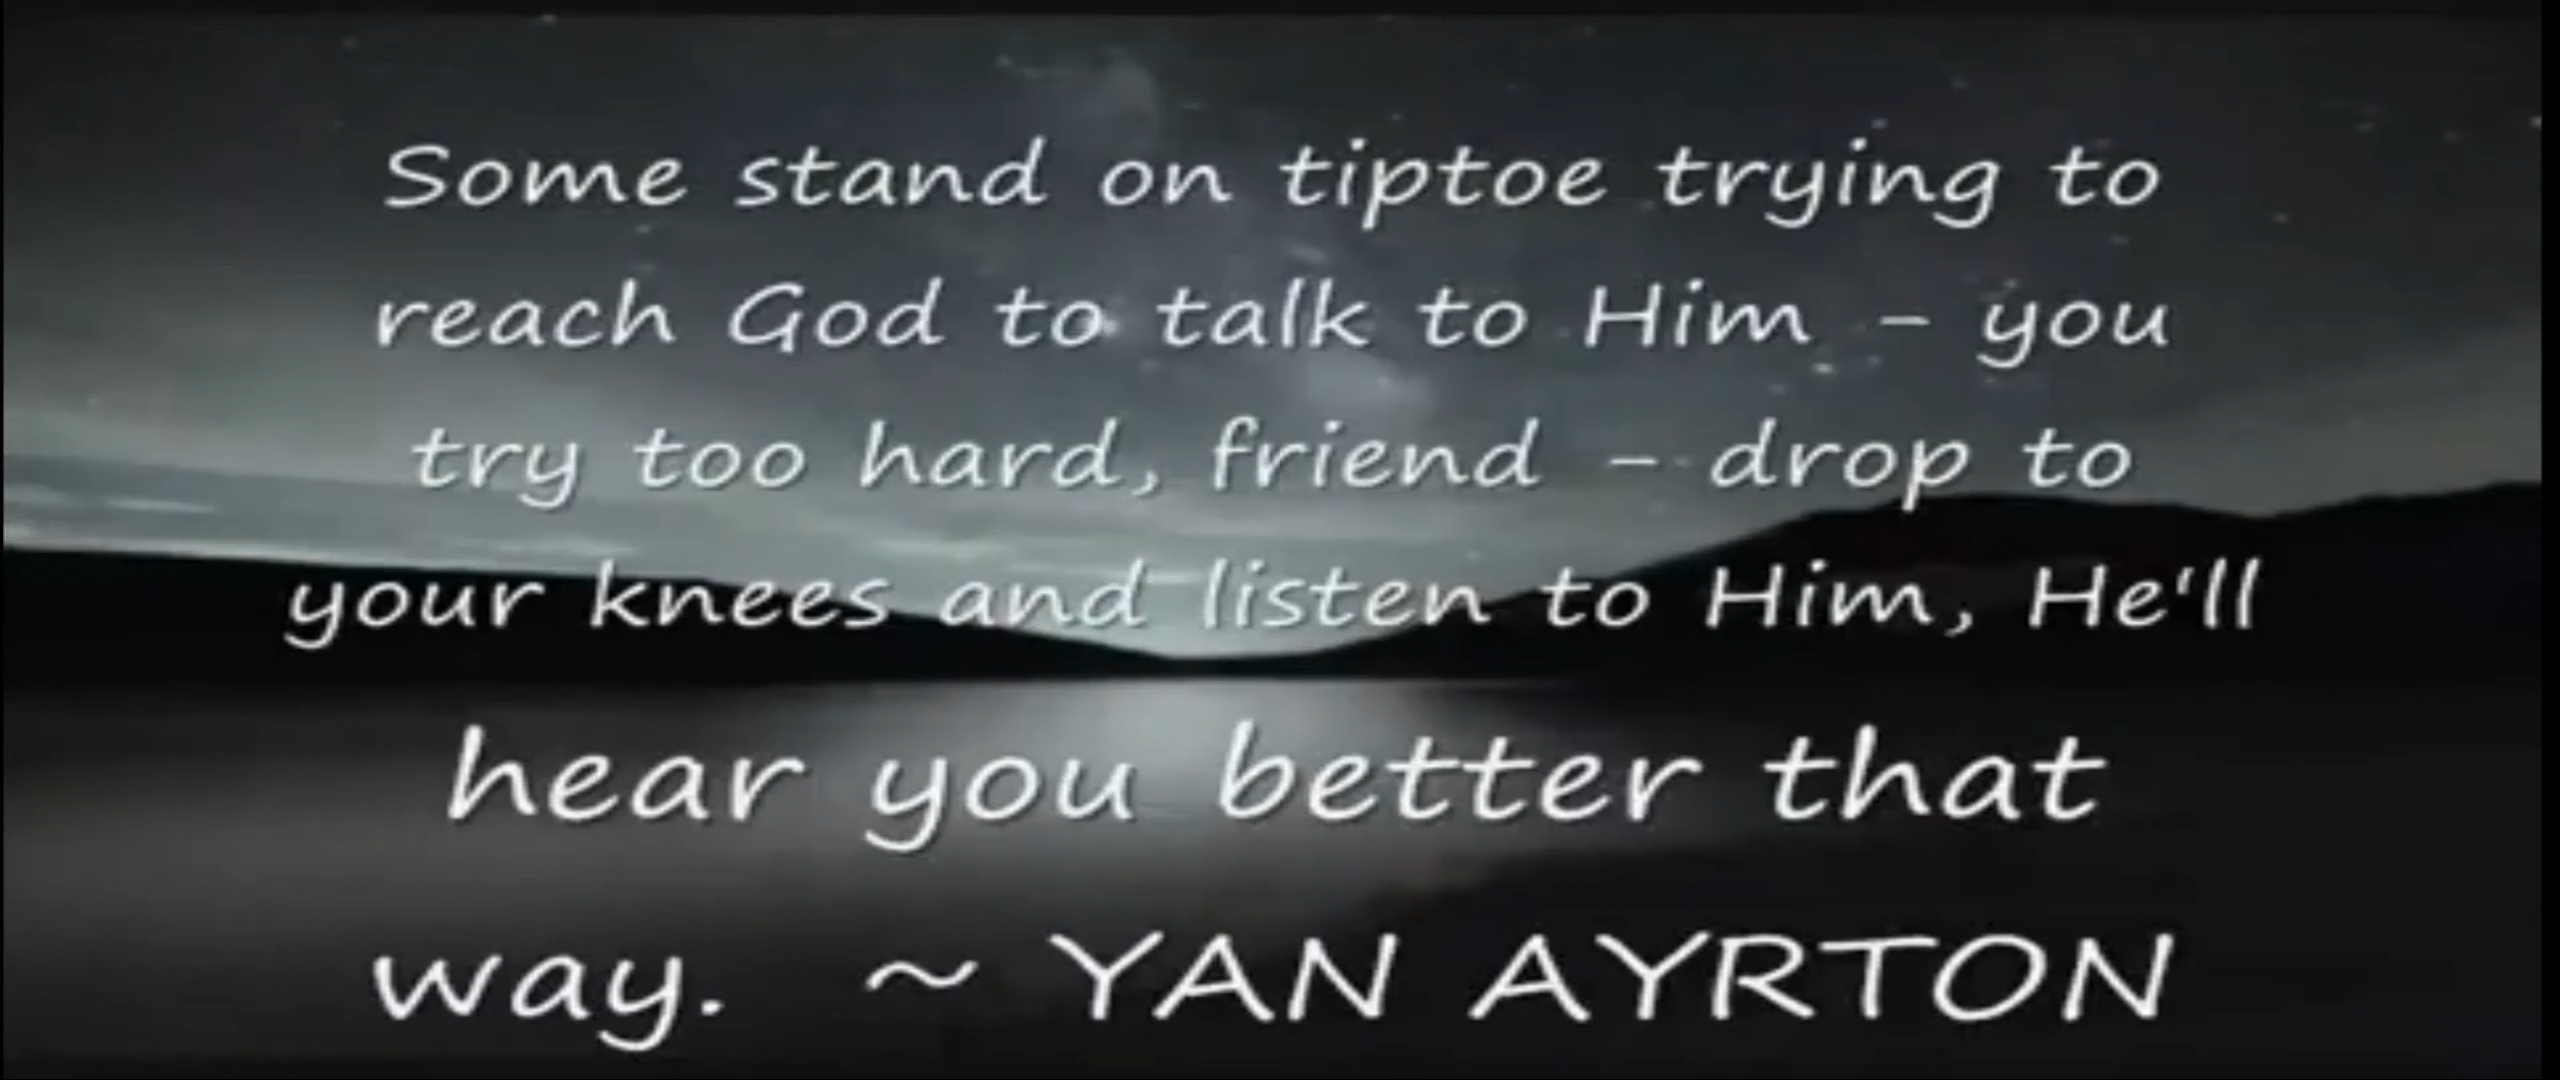 Some stand on tiptoe trying to
reach God to talk to Him - you
try too hard, friend - drop to
your knees and listen to Him, He'll
hear you better that
way. ~ YAN AYRTON